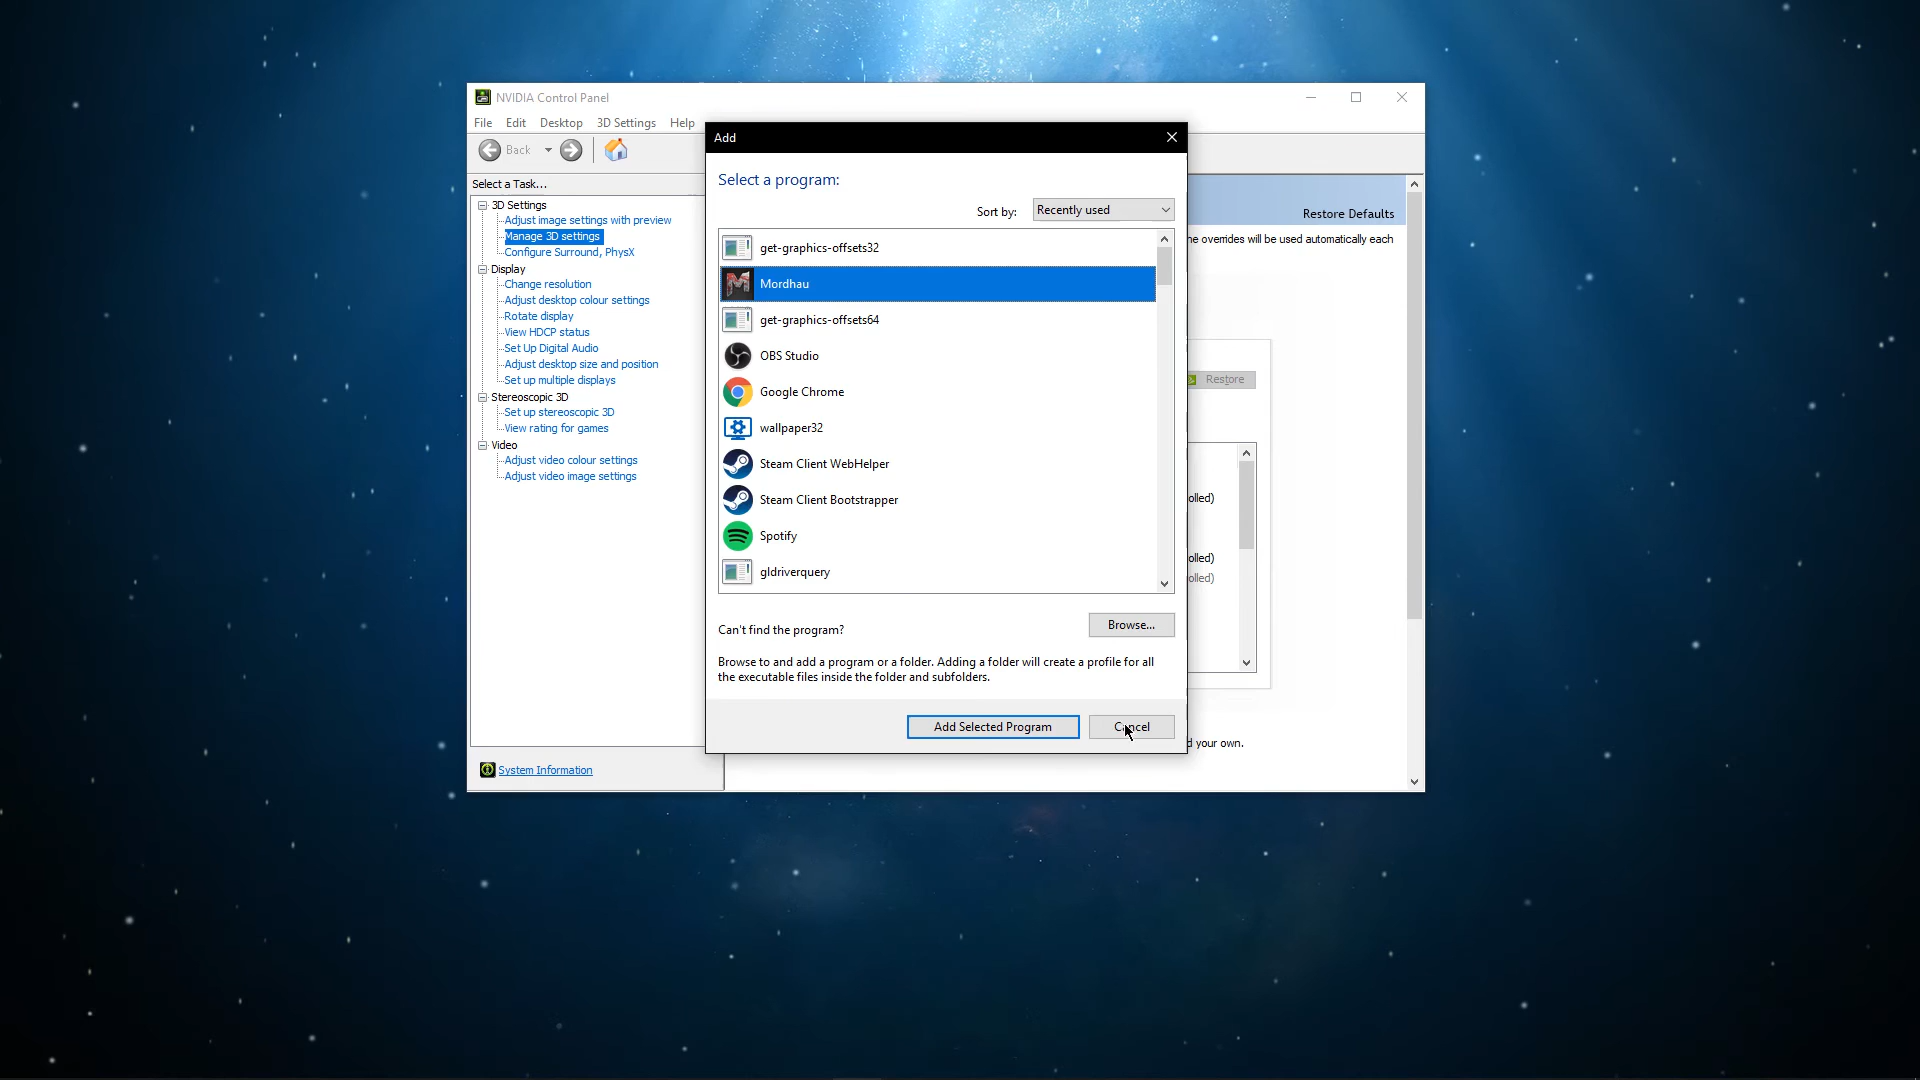 NVIDIA Control Panel
File Edit Desktop 3D Settings Help
Back
Select a Task...
3D Settings
Adjust image settings with preview
Manage 3D settings
Configure Surround, PhysX
Display
Change resolution
Adjust desktop colour settings
Rotate display
View HDCP status
Set Up Digital Audio
Adjust desktop size and position
Set up multiple displays
Stereoscopic 3D
Set up stereoscopic 3D
View rating for games
Video
Adjust video colour settings
Adjust video image settings
System Information
Add
Select a program:
Sort by: Recently used
get-graphics-offsets32
Mordhau
get-graphics-offsets64
OBS Studio
Google Chrome
wallpaper32
Steam Client WebHelper
Steam Client Bootstrapper
Spotify
gldriverquery
Can't find the program?
Browse...
Browse to and add a program or a folder. Adding a folder will create a profile for all
the executable files inside the folder and subfolders.
Add Selected Program
Cancel
Restore Defaults
overrides will be used automatically each
Restore
olled)
olled)
olled)
your own.